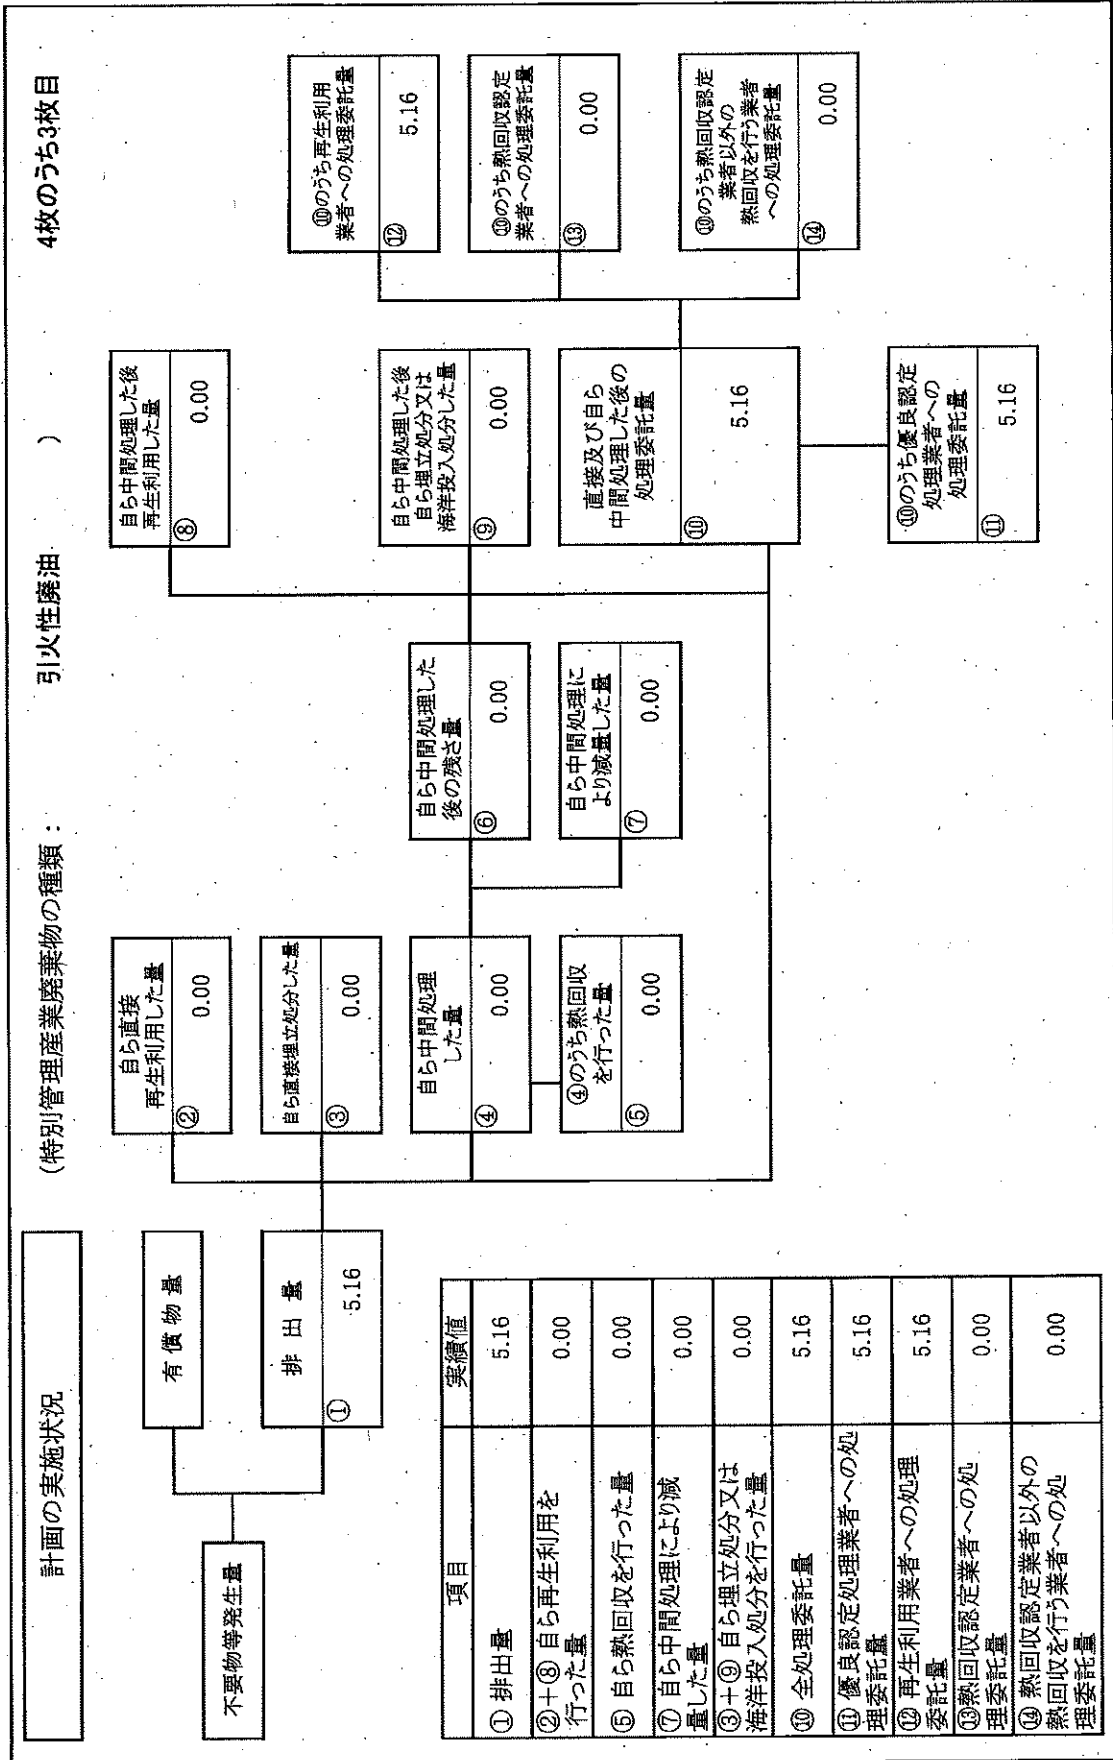 計画の実施状況
(特別管理産業廃棄物の種類：
引火性廃油
)
4枚のうち3枚目
不要物等発生量
有償物量
排出量
①
5.16
自ら直接
再生利用した量
②
0.00
自ら直接埋立処分した量
③
0.00
自ら中間処理
した量
④
0.00
④のうち熱回収
を行った量
⑤
0.00
自ら中間処理した
後の残さ量
⑥
0.00
自ら中間処理に
より減量した量
⑦
0.00
自ら中間処理した後
再生利用した量
⑧
0.00
自ら中間処理した後
自ら埋立処分又は
海洋投入処分した量
⑨
0.00
直接及び自ら
中間処理した後の
処理委託量
⑩
5.16
⑩のうち優良認定
処理業者への
処理委託量
⑪
5.16
⑩のうち再生利用
業者への処理委託量
⑫
5.16
⑩のうち熱回収認定
業者への処理委託量
⑬
0.00
⑩のうち熱回収認定
業者以外の
熱回収を行う業者
への処理委託量
⑭
0.00
項目
実績値
①排出量
5.16
②+⑧自ら再生利用を
行った量
0.00
⑤自ら熱回収を行った量
0.00
⑦自ら中間処理により減
量した量
0.00
③+⑨自ら埋立処分又は
海洋投入処分を行った量
0.00
⑩全処理委託量
5.16
⑪優良認定処理業者への処
理委託量
5.16
⑫再生利用業者への処理
委託量
5.16
⑬熱回収認定業者への処
理委託量
0.00
⑭熱回収認定業者以外の
熱回収を行う業者への処
理委託量
0.00